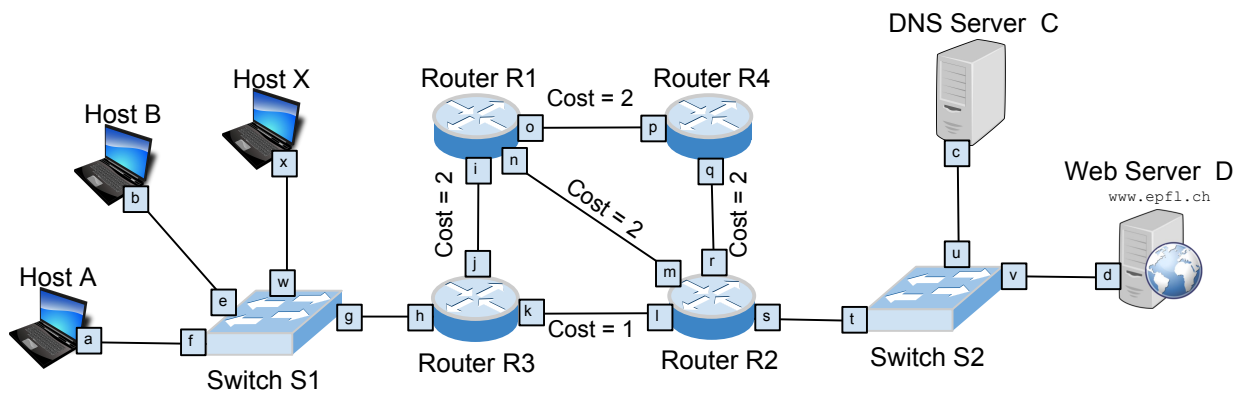 DNS Server C
Host X
Router R1
Router R4
Host B
Cost = 2
o
p
c
x
n
i
q
Web Server D
www.epfl.ch
b
Cost = 2
Cost = 2
Cost = 2
Host A
w
j
m
r
u
v
d
e
g
h
k
l
s
t
a
f
Cost = 1
Switch S1
Router R3
Router R2
Switch S2